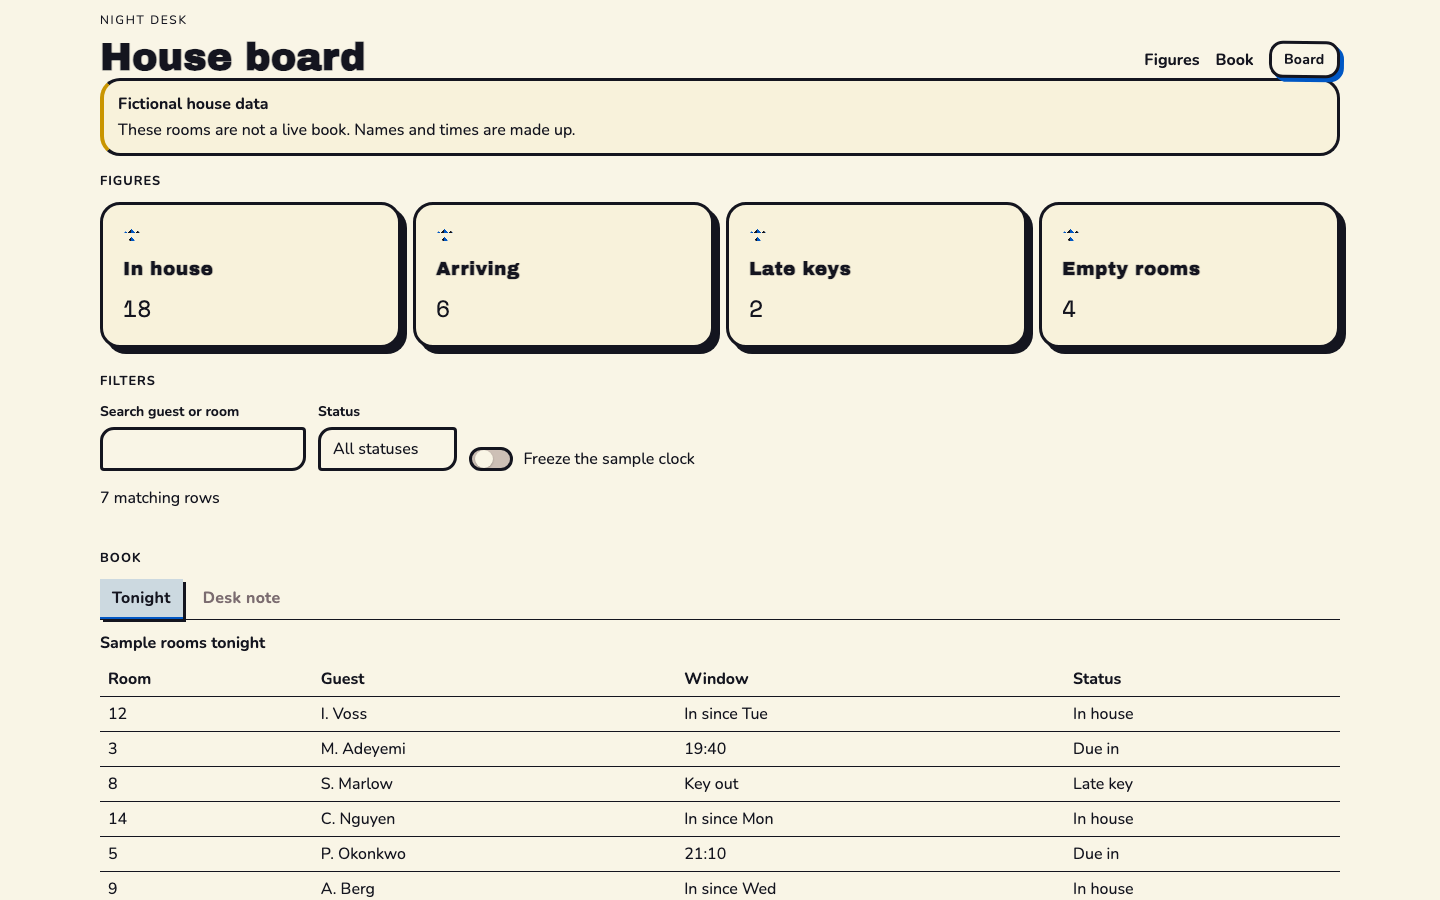 NIGHT DESK
House board
Figures Book Board
Fictional house data
These rooms are not a live book. Names and times are made up.
FIGURES
In house
18
Arriving
6
Late keys
2
Empty rooms
4
FILTERS
Search guest or room
Status
All statuses
Freeze the sample clock
7 matching rows
BOOK
Tonight Desk note
Sample rooms tonight
Room Guest Window Status
12 I. Voss In since Tue In house
3 M. Adeyemi 19:40 Due in
8 S. Marlow Key out Late key
14 C. Nguyen In since Mon In house
5 P. Okonkwo 21:10 Due in
9 A. Berg In since Wed In house